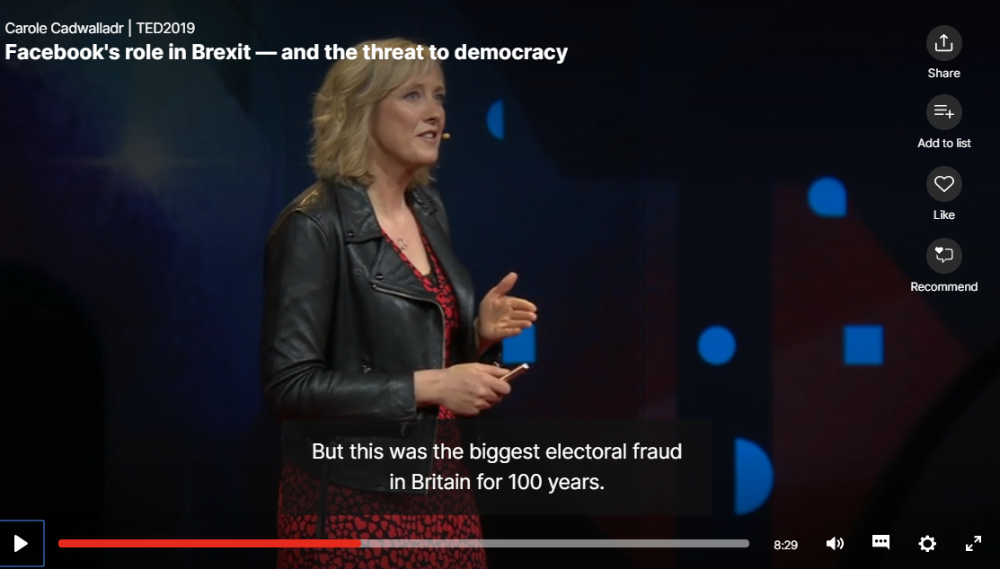 Carole Cadwalladr | TED2019
Facebook's role in Brexit — and the threat to democracy
Share
Add to list
Like
Recommend
But this was the biggest electoral fraud
in Britain for 100 years.
8:29